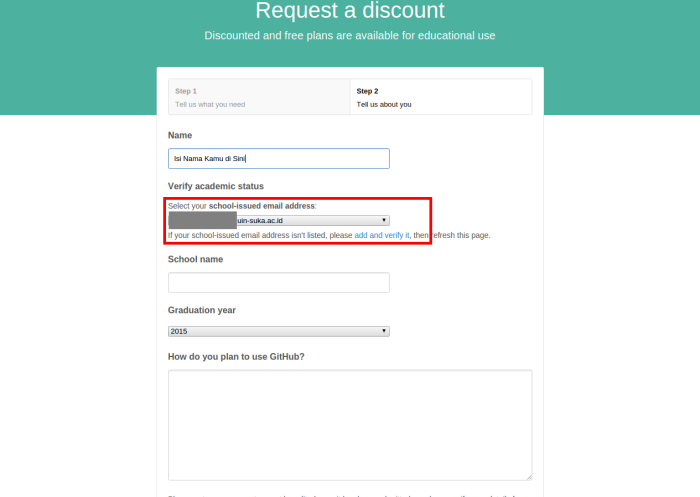 Request a discount
Discounted and free plans are available for educational use
Step 1
Tell us what you need
Step 2
Tell us about you
Name
Isi Nama Kamu di Sini
Verify academic status
Select your school-issued email address:
uin-suka.ac.id
If your school-issued email address isn't listed, please add and verify it, then refresh this page.
School name
Graduation year
2015
How do you plan to use GitHub?